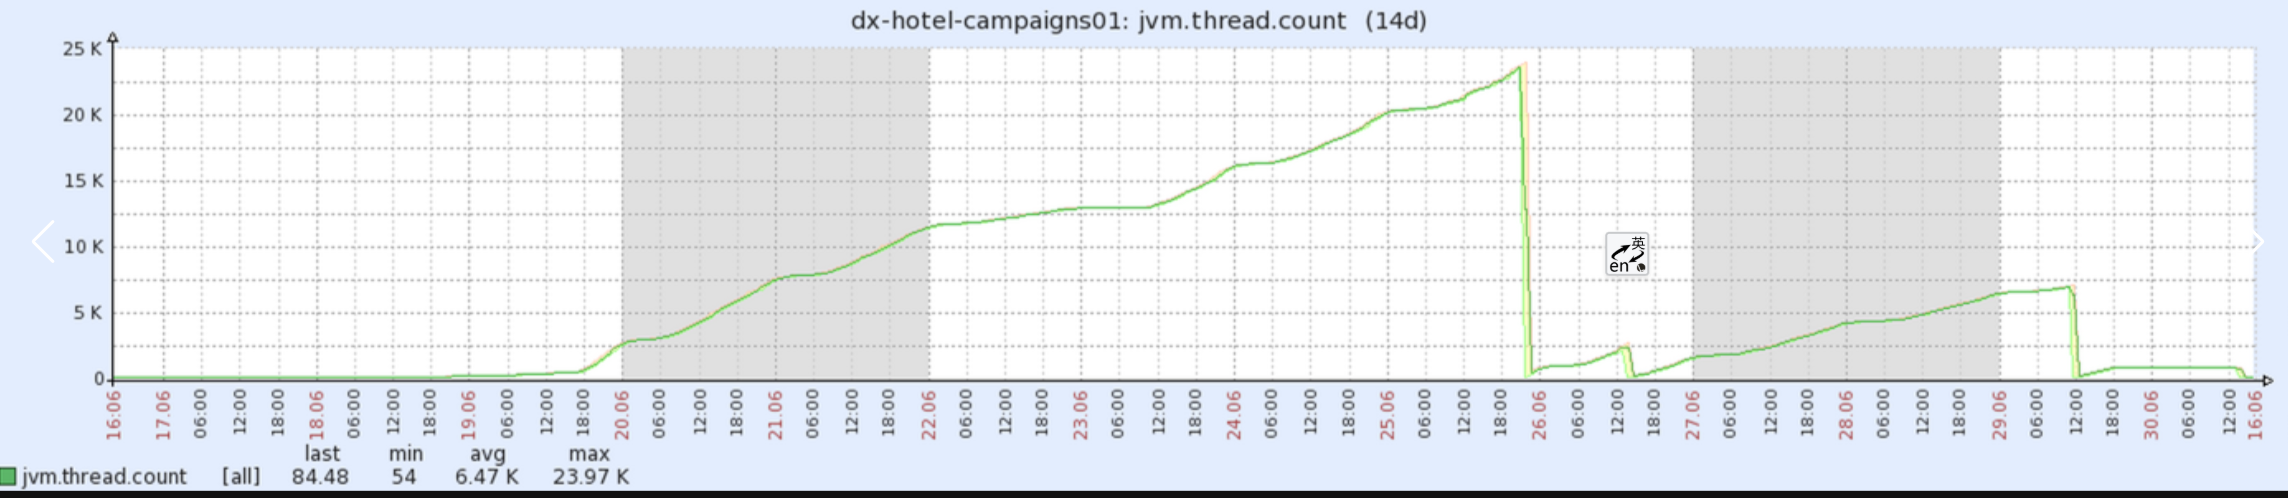 dx-hotel-campaigns01: jvm.thread.count (14d)
25 K
20 K
15 K
10 K
5 K
0
英
en
16:06 17.06 06:00 12:00 18:00 18.06 06:00 12:00 18:00 19.06 06:00 12:00 18:00 20.06 06:00 12:00 18:00 21.06 06:00 12:00 18:00 22.06 06:00 12:00 18:00 23.06 06:00 12:00 18:00 24.06 06:00 12:00 18:00 25.06 06:00 12:00 18:00 26.06 06:00 12:00 18:00 27.06 06:00 12:00 18:00 28.06 06:00 12:00 18:00 29.06 06:00 12:00 18:00 30.06 06:00 12:00 16:06
last min avg max
jvm.thread.count [all] 84.48 54 6.47 K 23.97 K